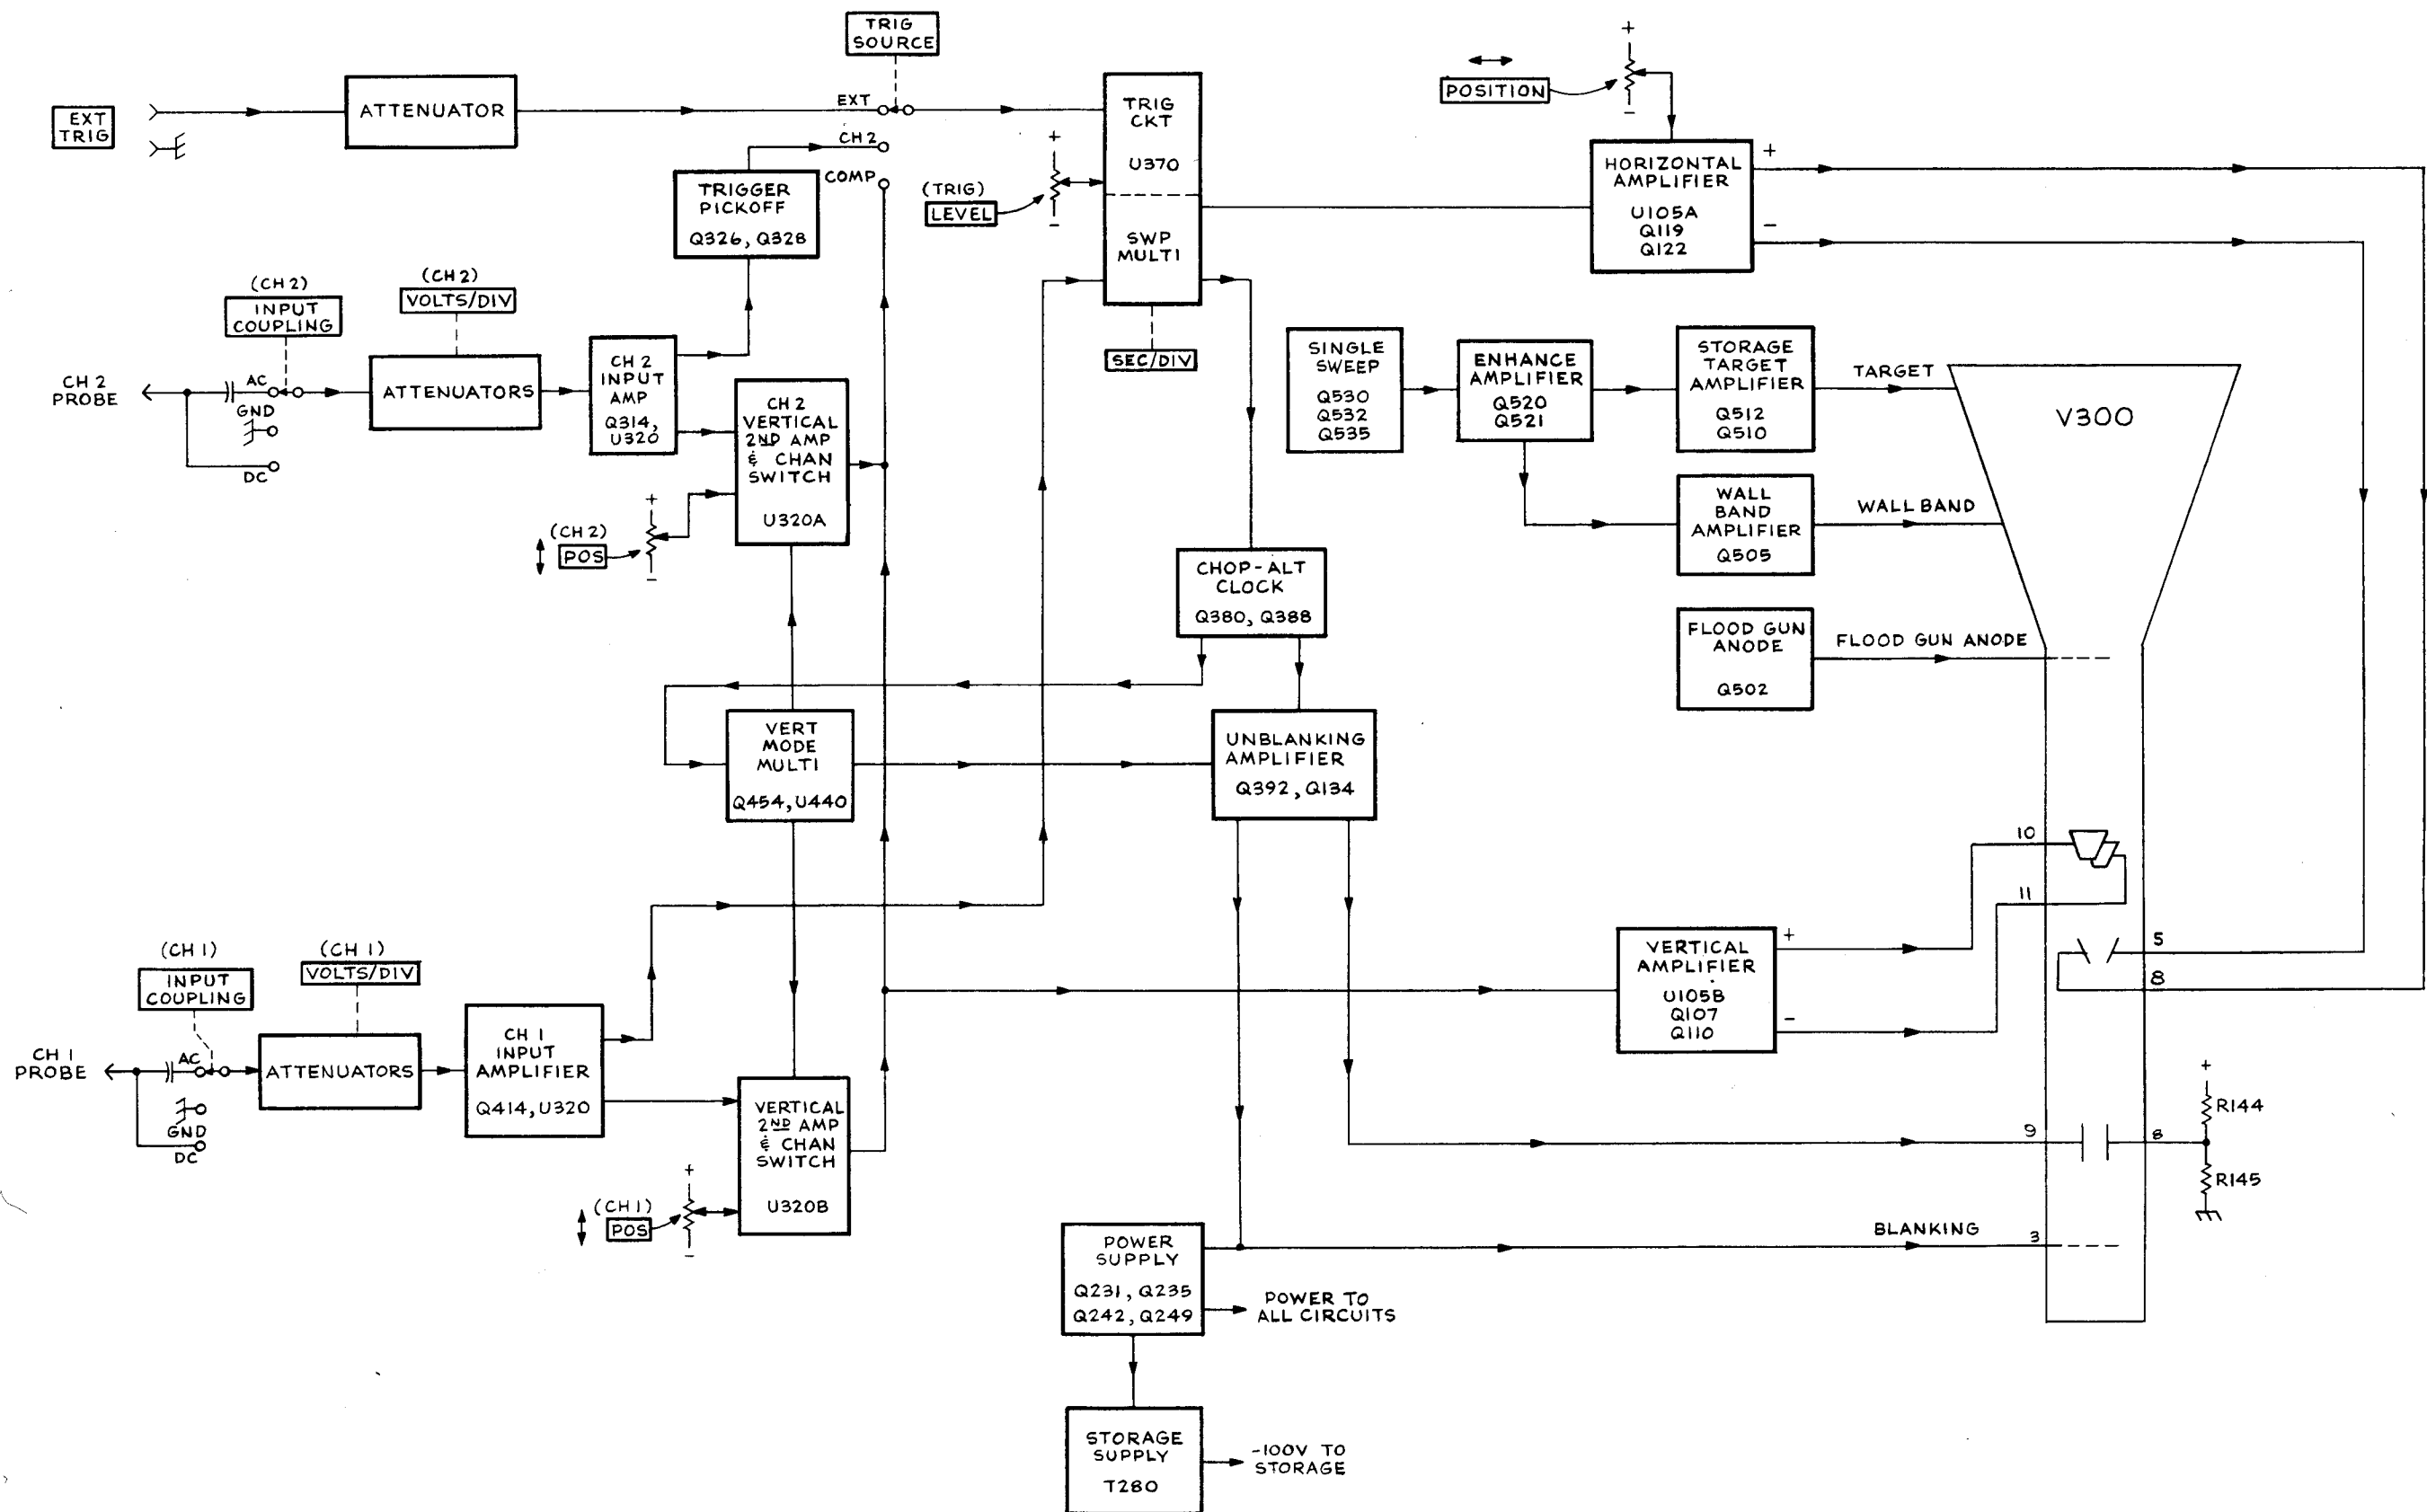 TRIG
SOURCE
EXT
TRIG
ATTENUATOR
EXT
CH 2
COMP
TRIGGER
PICKOFF
Q326, Q328
+
(TRIG)
LEVEL
-
TRIG
CKT
U370
SWP
MULTI
SEC/DIV
POSITION
+
-
HORIZONTAL
AMPLIFIER
U105A
Q119
Q122
+
-
(CH 2)
INPUT
COUPLING
(CH 2)
VOLTS/DIV
CH 2
PROBE
AC
GND
DC
ATTENUATORS
CH 2
INPUT
AMP
Q314,
U320
CH 2
VERTICAL
2ND AMP
& CHAN
SWITCH
U320A
+
(CH 2)
POS
-
SINGLE
SWEEP
Q530
Q532
Q535
ENHANCE
AMPLIFIER
Q520
Q521
STORAGE
TARGET
AMPLIFIER
Q512
Q510
TARGET
V300
WALL
BAND
AMPLIFIER
Q505
WALL BAND
FLOOD GUN
ANODE
Q502
FLOOD GUN ANODE
CHOP-ALT
CLOCK
Q380, Q388
VERT
MODE
MULTI
Q454, U440
UNBLANKING
AMPLIFIER
Q392, Q134
10
11
5
8
VERTICAL
AMPLIFIER
U105B
Q107
Q110
+
-
(CH 1)
INPUT
COUPLING
(CH 1)
VOLTS/DIV
CH 1
PROBE
AC
GND
DC
ATTENUATORS
CH 1
INPUT
AMPLIFIER
Q414, U320
VERTICAL
2ND AMP
& CHAN
SWITCH
U320B
+
(CH 1)
POS
-
9
8
+
R144
R145
BLANKING
3
POWER
SUPPLY
Q231, Q235
Q242, Q249
POWER TO
ALL CIRCUITS
STORAGE
SUPPLY
T280
-100V TO
STORAGE